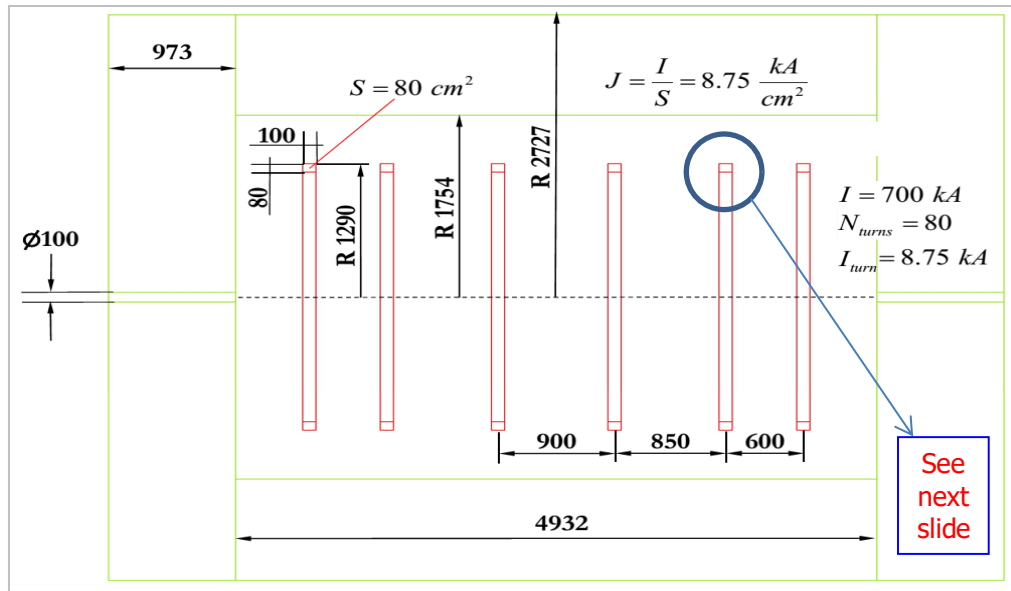 973
S = 80 cm²
J = I/S = 8.75 kA/cm²
100
80
R 1290
R 1754
R 2727
I = 700 kA
N_turns = 80
I_turn = 8.75 kA
Ø100
900
850
600
4932
See
next
slide